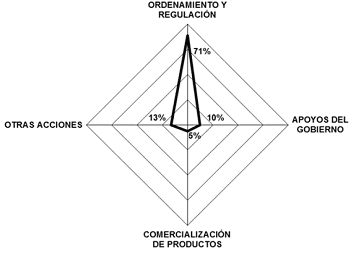 ORDENAMIENTO Y
REGULACIÓN
71%
13%
10%
OTRAS ACCIONES
APOYOS DEL
GOBIERNO
5%
COMERCIALIZACIÓN
DE PRODUCTOS